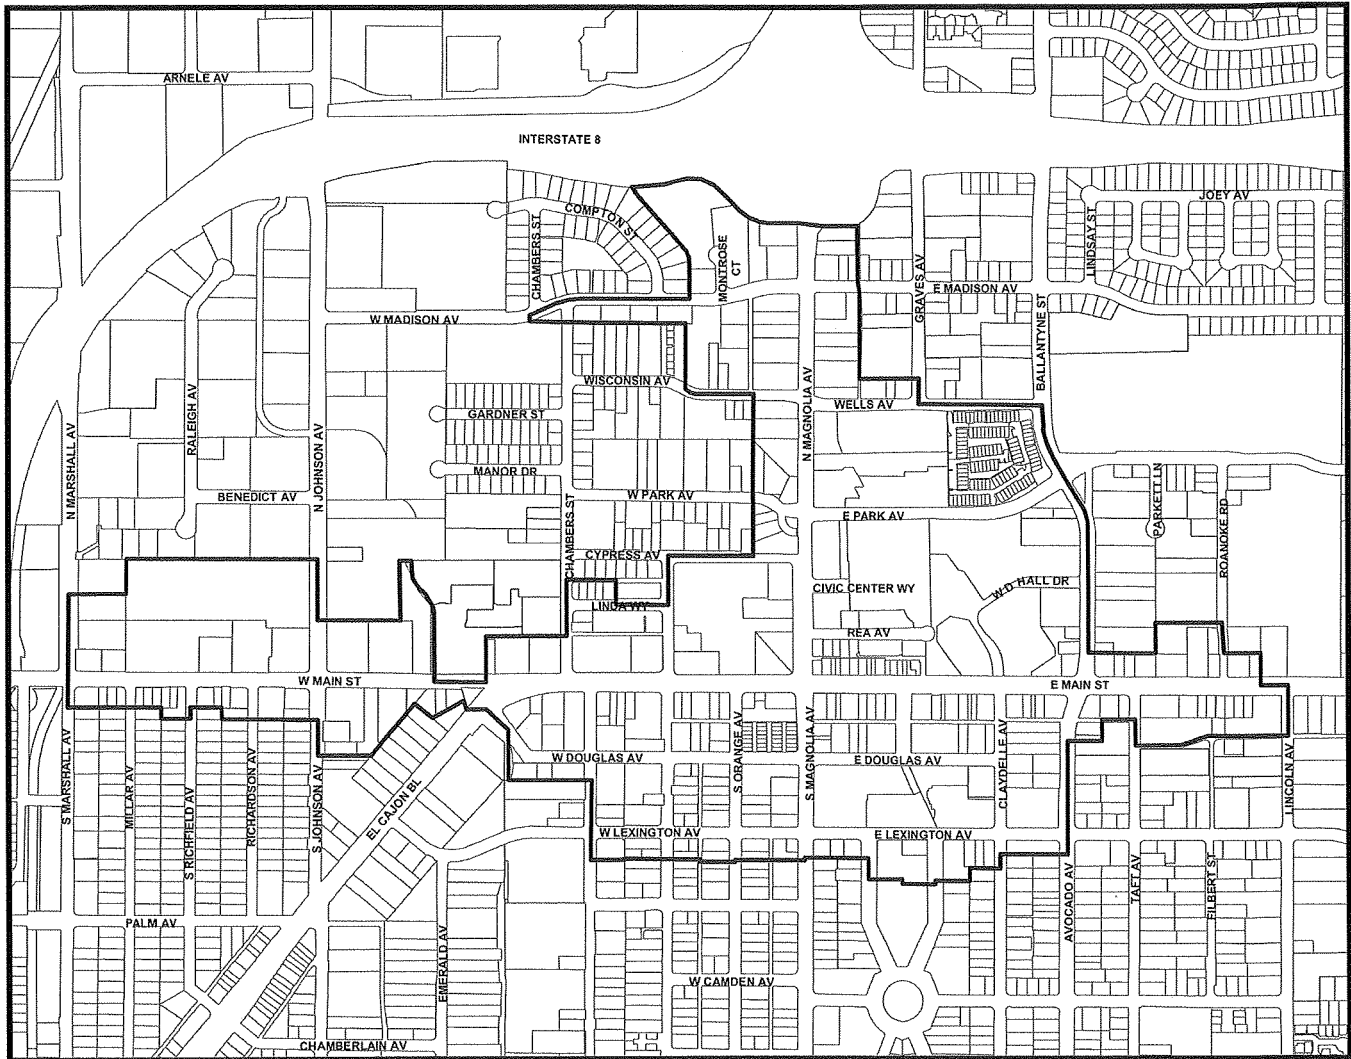 ARNELE AV
INTERSTATE 8
JOEY AV
COMPTON ST
CHAMBERS ST
LINDSAY ST
MONTROSE
CT
GRAVES AV
E MADISON AV
W MADISON AV
BALLANTYNE ST
WISCONSIN AV
WELLS AV
RALEIGH AV
GARDNER ST
N MAGNOLIA AV
N MARSHALL AV
N JOHNSON AV
MANOR DR
BENEDICT AV
W PARK AV
E PARK AV
PARKETT LN
ROANOKE RD
CHAMBERS ST
CYPRESS AV
CIVIC CENTER WY
W D HALL DR
LINDA WY
REA AV
W MAIN ST
E MAIN ST
S MARSHALL AV
MILLAR AV
S RICHFIELD AV
RICHARDSON AV
S JOHNSON AV
EL CAJON BL
W DOUGLAS AV
S ORANGE AV
S MAGNOLIA AV
E DOUGLAS AV
CLAYDELLE AV
LINCOLN AV
W LEXINGTON AV
E LEXINGTON AV
AVOCADO AV
TAFT AV
FILBERT ST
PALM AV
EMERALD AV
W CAMDEN AV
CHAMBERLAIN AV